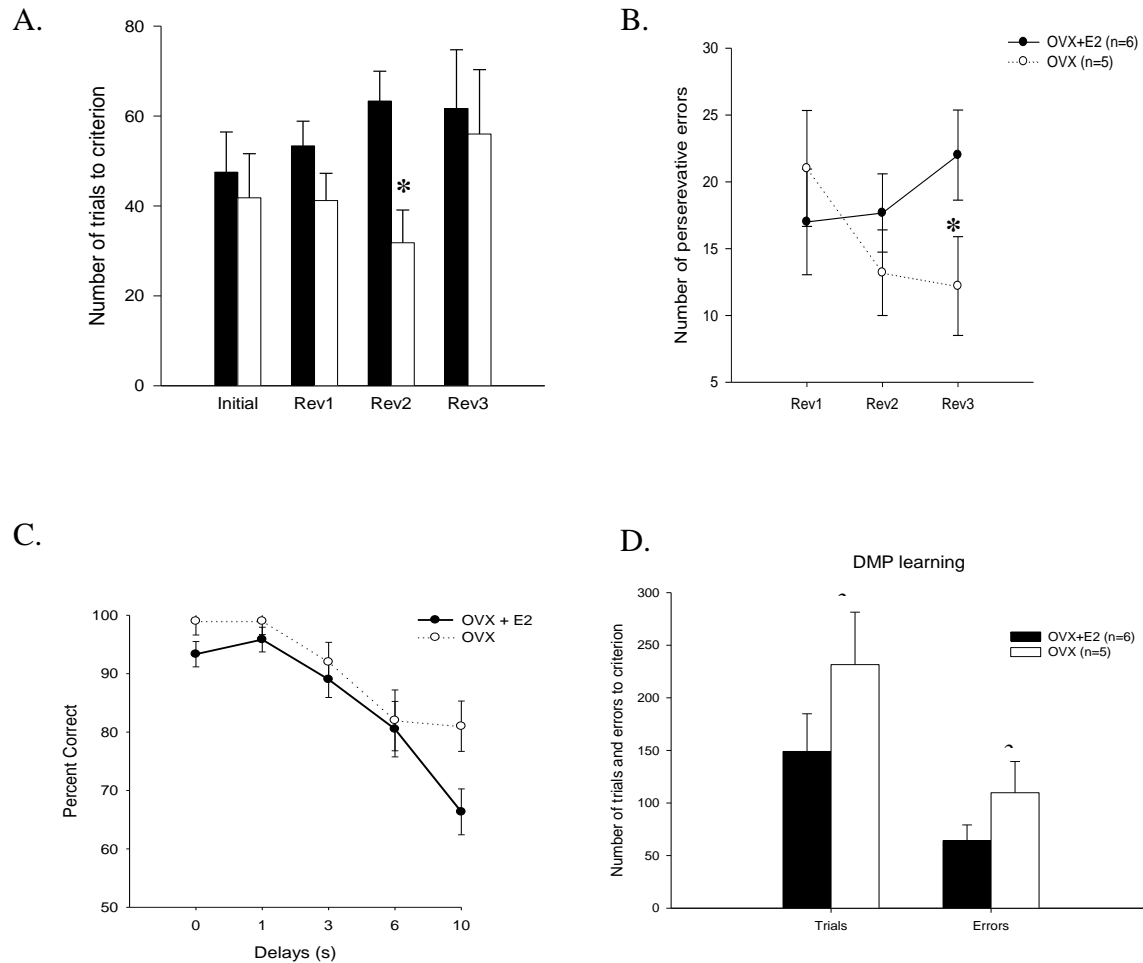 A.
80
60
40
20
0
Number of trials to criterion
*
Initial Rev1 Rev2 Rev3
B.
OVX+E2 (n=6)
OVX (n=5)
30
25
20
15
10
5
Number of perserevative errors
*
Rev1 Rev2 Rev3
C.
100
90
80
70
60
50
Percent Correct
OVX + E2
OVX
0 1 3 6 10
Delays (s)
D.
DMP learning
300
250
200
150
100
50
0
Number of trials and errors to criterion
OVX+E2 (n=6)
OVX (n=5)
Trials Errors